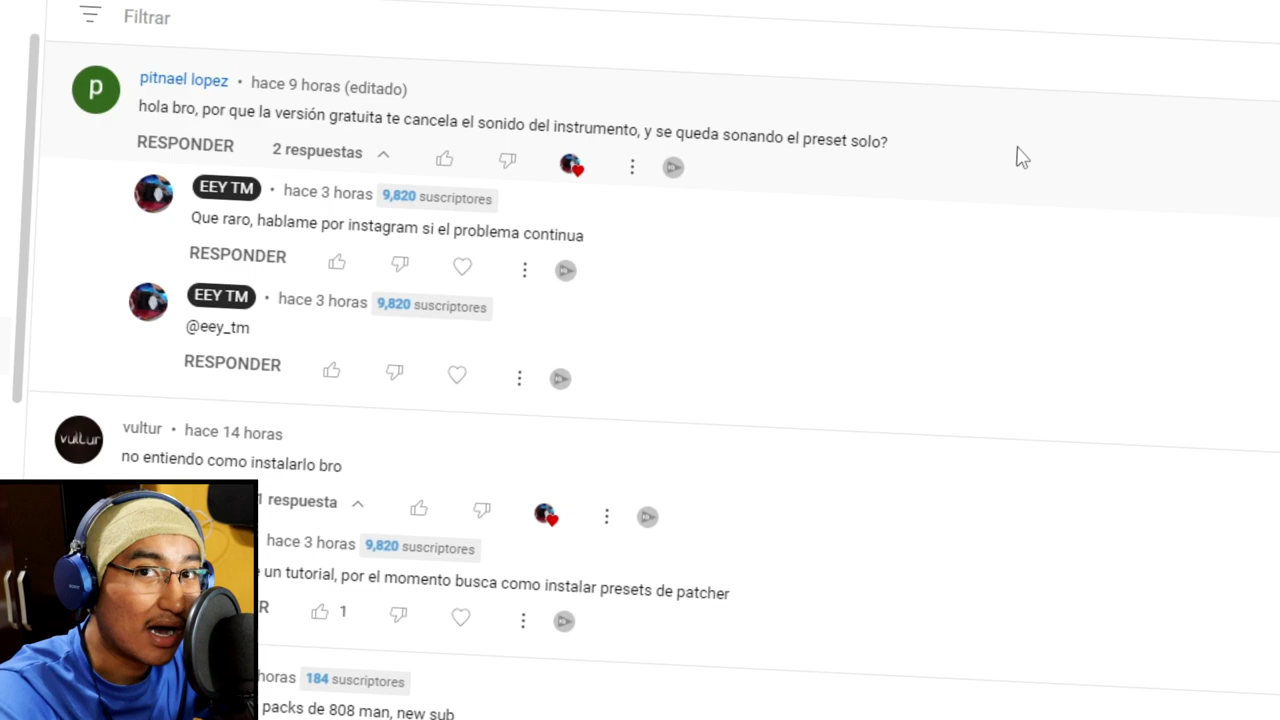 Filtrar
p
pitnael lopez • hace 9 horas (editado)
hola bro, por que la versión gratuita te cancela el sonido del instrumento, y se queda sonando el preset solo?
RESPONDER 2 respuestas
EEY TM • hace 3 horas 9,820 suscriptores
Que raro, hablame por instagram si el problema continua
RESPONDER
EEY TM • hace 3 horas 9,820 suscriptores
@eey_tm
RESPONDER
vultur
vultur • hace 14 horas
no entiendo como instalarlo bro
1 respuesta
hace 3 horas 9,820 suscriptores
un tutorial, por el momento busca como instalar presets de patcher
R 1
horas 184 suscriptores
packs de 808 man, new sub